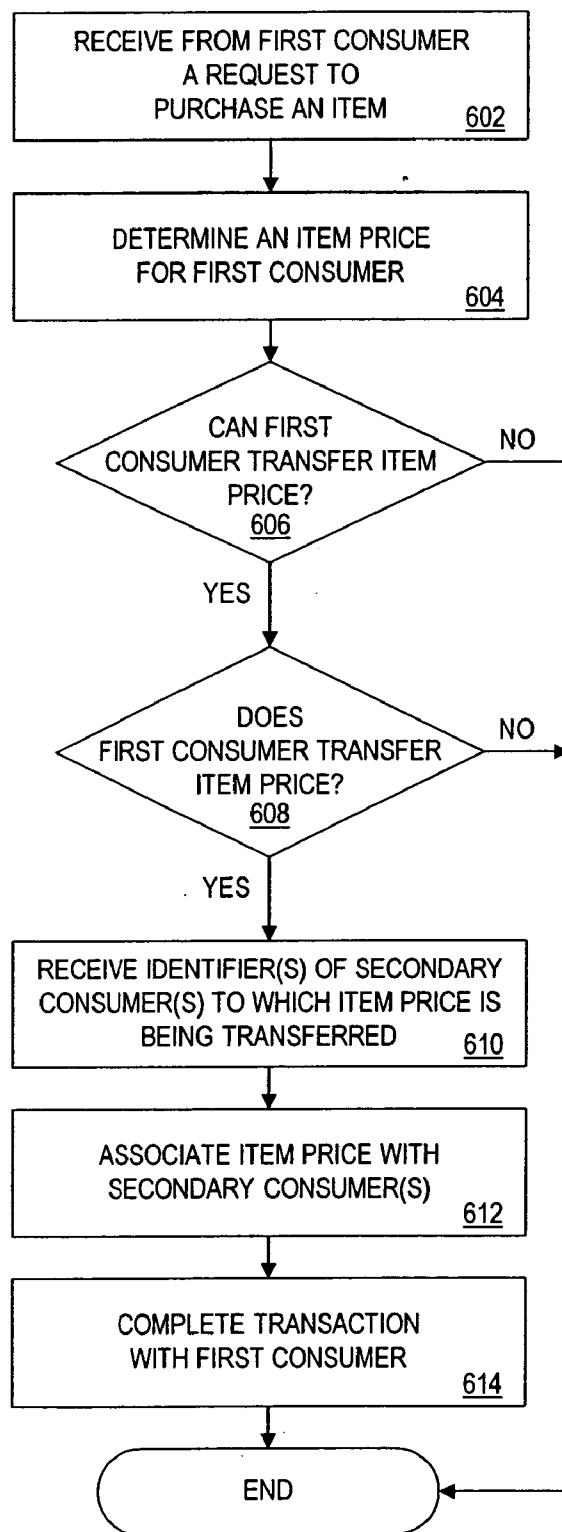 RECEIVE FROM FIRST CONSUMER
A REQUEST TO
PURCHASE AN ITEM
602
DETERMINE AN ITEM PRICE
FOR FIRST CONSUMER
604
CAN FIRST
CONSUMER TRANSFER ITEM
PRICE?
606
NO
YES
DOES
FIRST CONSUMER TRANSFER
ITEM PRICE?
608
NO
YES
RECEIVE IDENTIFIER(S) OF SECONDARY
CONSUMER(S) TO WHICH ITEM PRICE IS
BEING TRANSFERRED
610
ASSOCIATE ITEM PRICE WITH
SECONDARY CONSUMER(S)
612
COMPLETE TRANSACTION
WITH FIRST CONSUMER
614
END